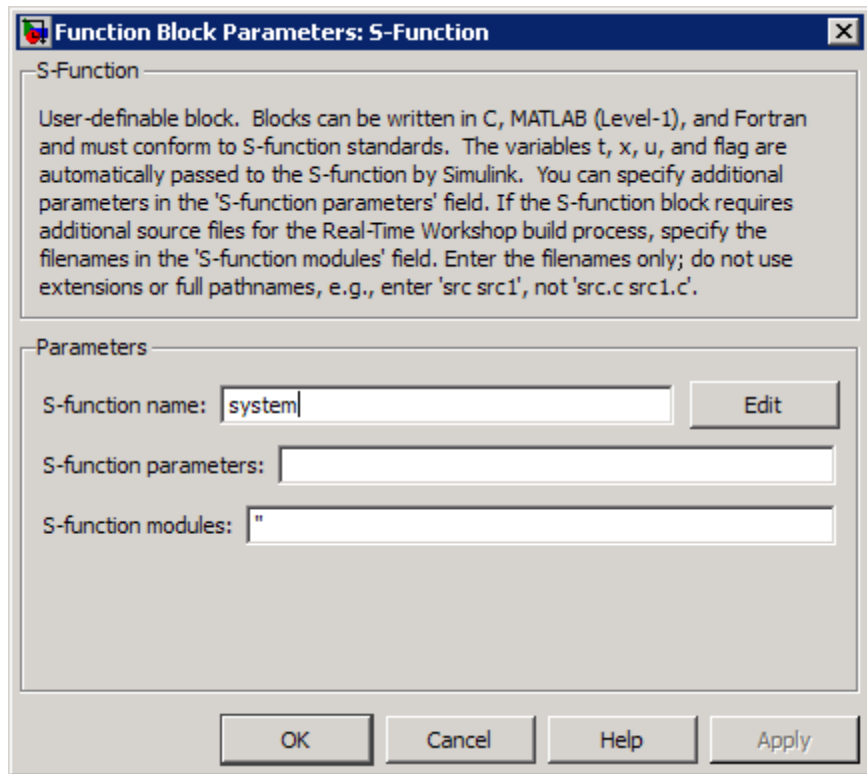 Function Block Parameters: S-Function
S-Function
User-definable block.  Blocks can be written in C, MATLAB (Level-1), and Fortran
and must conform to S-function standards.  The variables t, x, u, and flag are
automatically passed to the S-function by Simulink.  You can specify additional
parameters in the 'S-function parameters' field. If the S-function block requires
additional source files for the Real-Time Workshop build process, specify the
filenames in the 'S-function modules' field. Enter the filenames only; do not use
extensions or full pathnames, e.g., enter 'src src1', not 'src.c src1.c'.
Parameters
S-function name: system Edit
S-function parameters:
S-function modules: ''
OK Cancel Help Apply